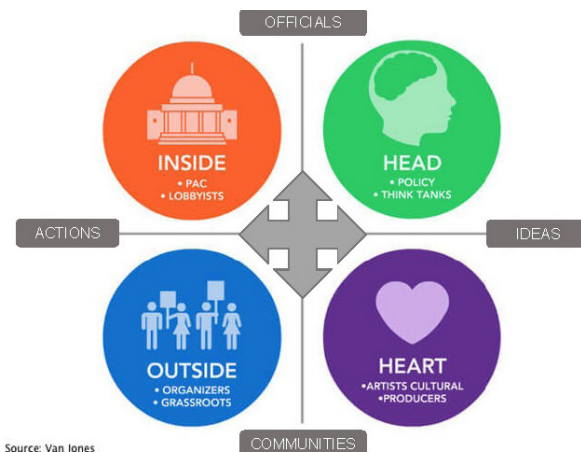 OFFICIALS
INSIDE
• PAC
• LOBBYISTS
HEAD
• POLICY
• THINK TANKS
ACTIONS
IDEAS
OUTSIDE
• ORGANIZERS
• GRASSROOTS
HEART
•ARTISTS CULTURAL
•PRODUCERS
COMMUNITIES
Source: Van Jones